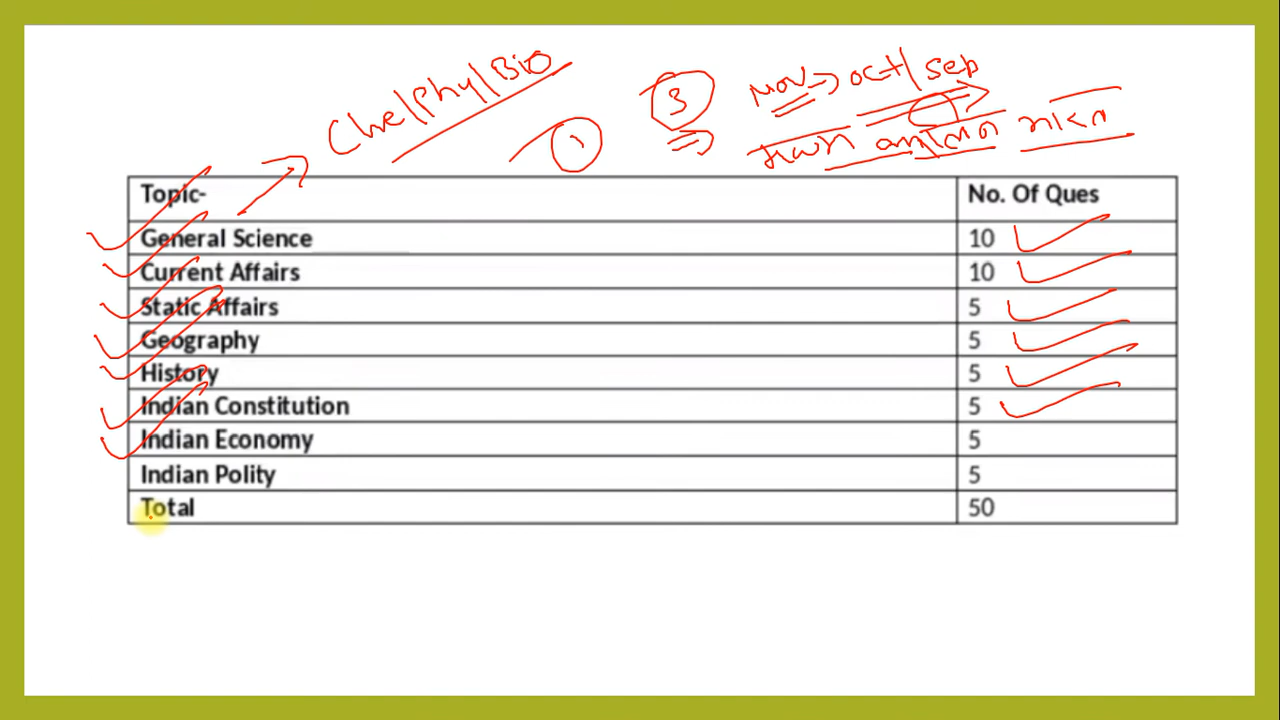 Che/Phy/Bio
1
3
Nov → Oct/Sep
Topic- No. Of Ques
General Science 10
Current Affairs 10
Static Affairs 5
Geography 5
History 5
Indian Constitution 5
Indian Economy 5
Indian Polity 5
Total 50